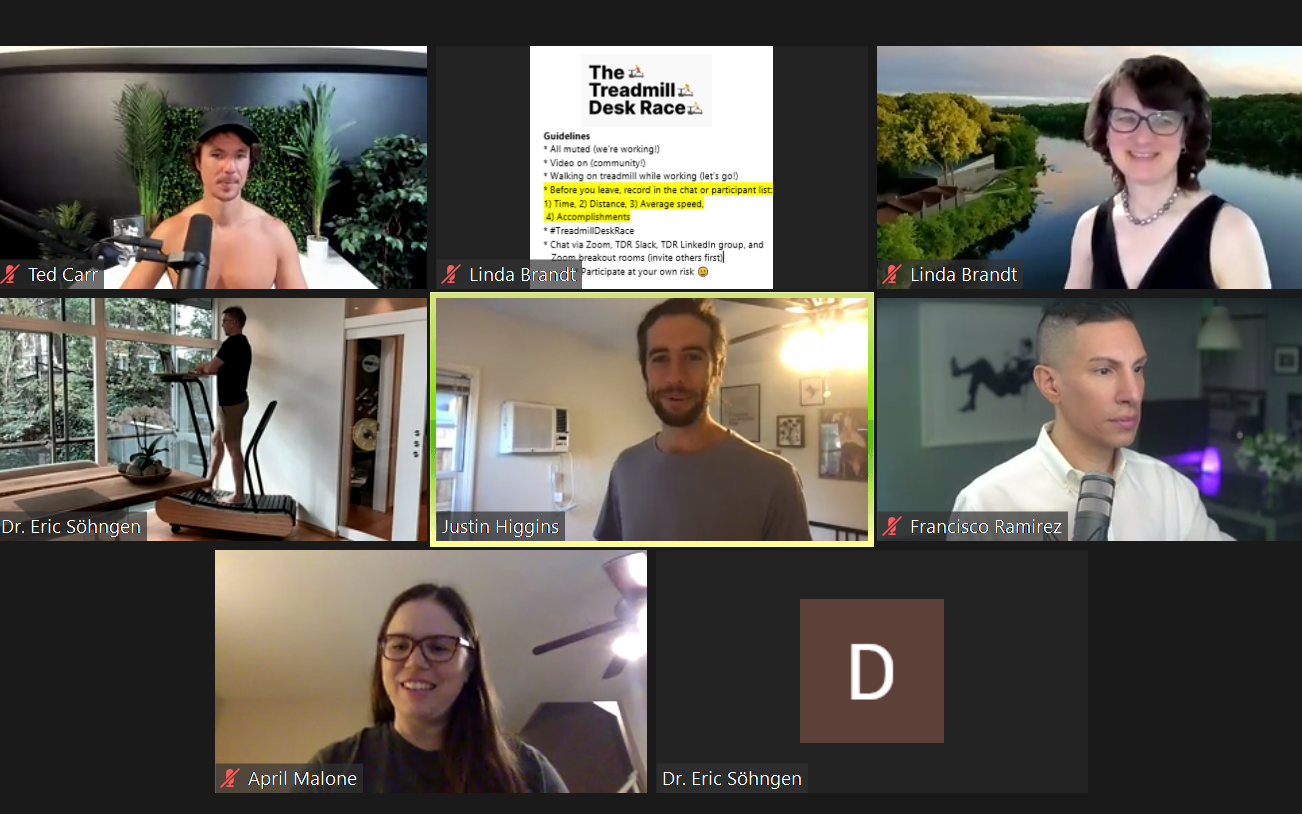 The
Treadmill
Desk Race
Guidelines
* All muted (we're working!)
* Video on (community!)
* Walking on treadmill while working (let's go!)
* Before you leave, record in the chat or participant list:
1) Time, 2) Distance, 3) Average speed,
4) Accomplishments
* #TreadmillDeskRace
* Chat via Zoom, TDR Slack, TDR LinkedIn group, and
Zoom breakout rooms (invite others first)
Participate at your own risk 😀
Ted Carr
Linda Brandt
Linda Brandt
Dr. Eric Söhngen
Justin Higgins
Francisco Ramirez
April Malone
D
Dr. Eric Söhngen